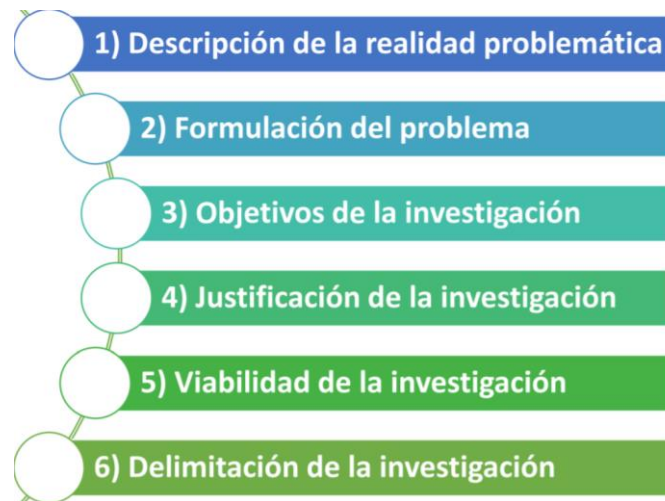 1) Descripción de la realidad problemática
2) Formulación del problema
3) Objetivos de la investigación
4) Justificación de la investigación
5) Viabilidad de la investigación
6) Delimitación de la investigación